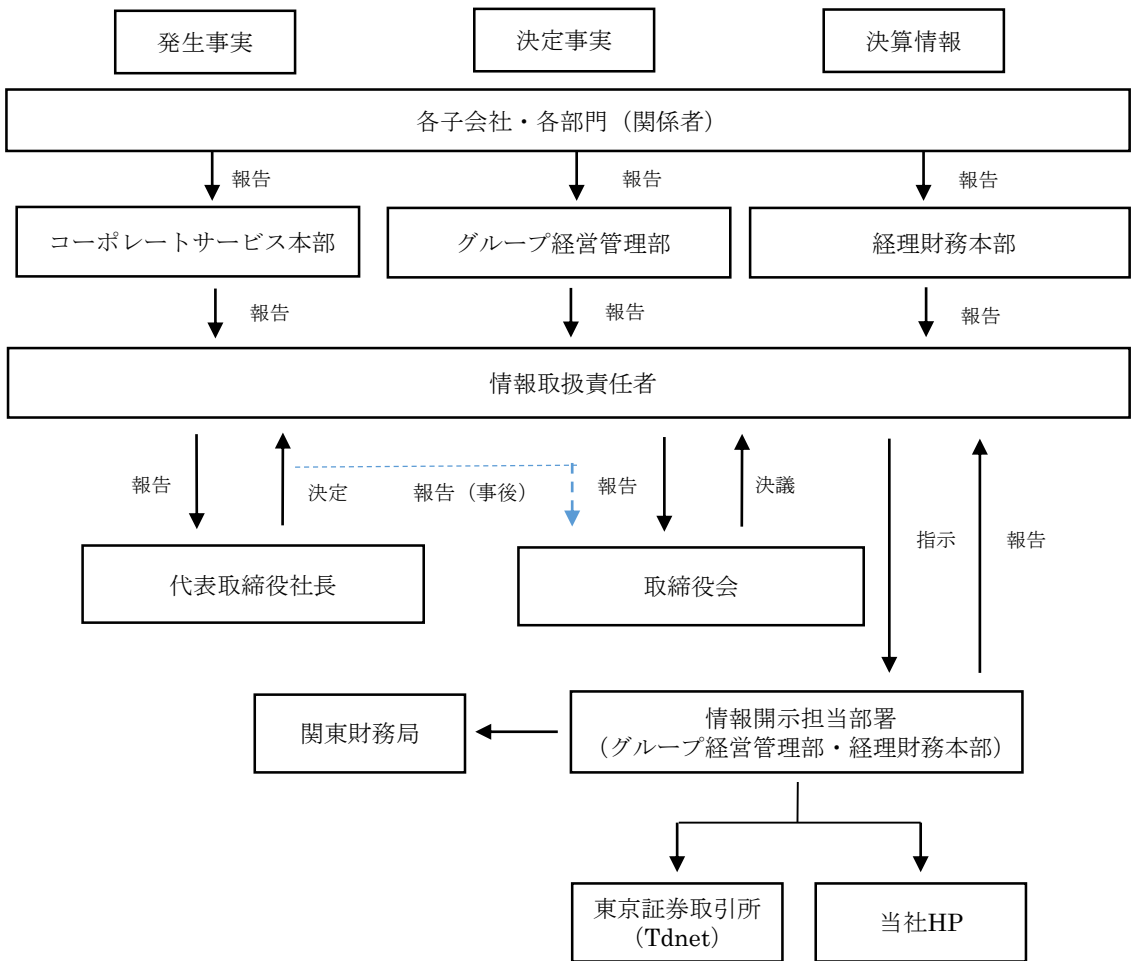 発生事実
決定事実
決算情報
各子会社・各部門（関係者）
報告
報告
報告
コーポレートサービス本部
グループ経営管理部
経理財務本部
報告
報告
報告
情報取扱責任者
報告
決定
報告（事後）
報告
決議
指示
報告
代表取締役社長
取締役会
関東財務局
情報開示担当部署
（グループ経営管理部・経理財務本部）
東京証券取引所
（Tdnet）
当社HP